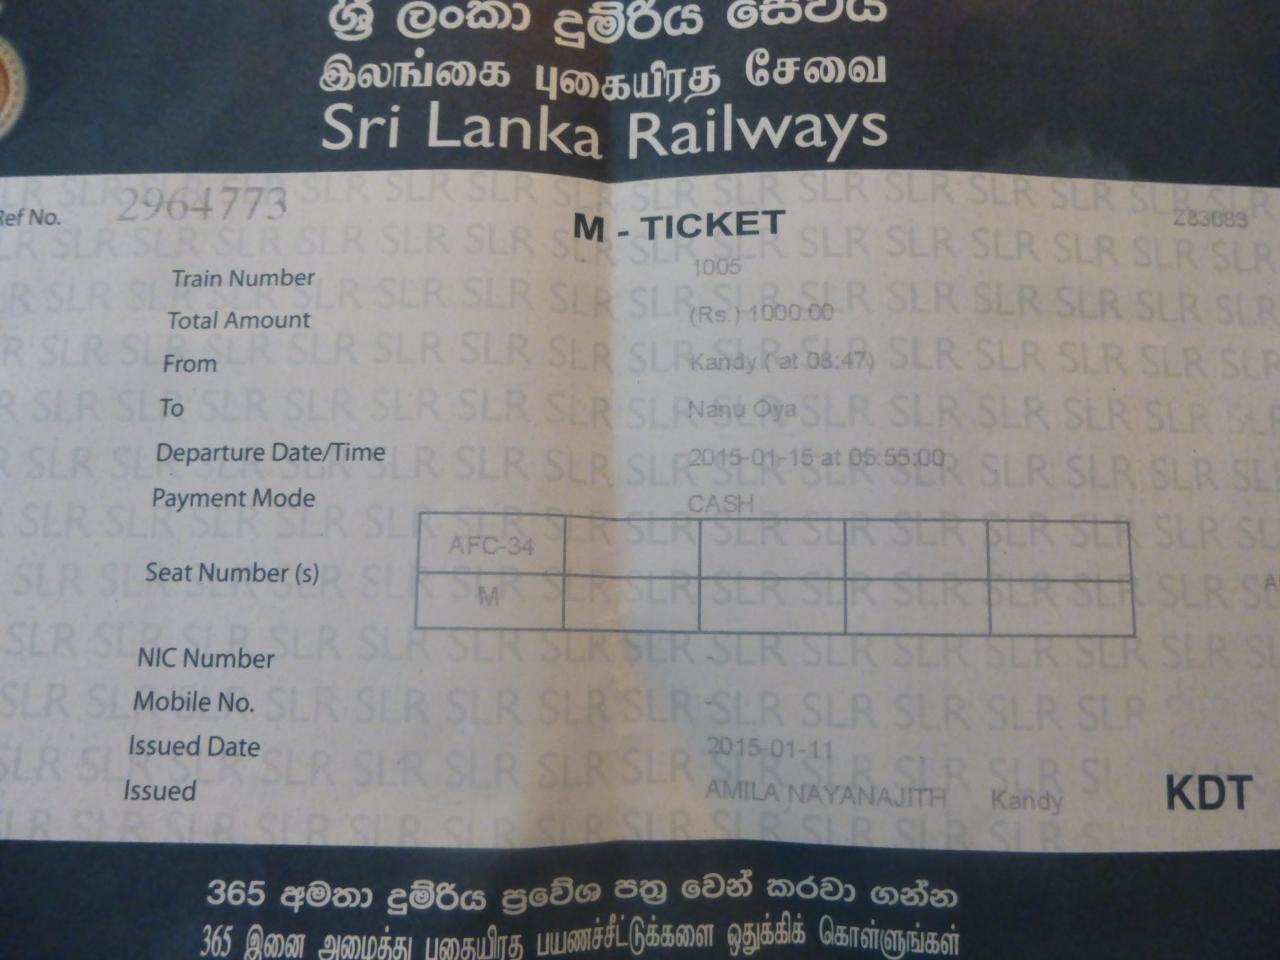 ශ්‍රී ලංකා දුම්රිය සේවය
இலங்கை புகையிரத சேவை
Sri Lanka Railways
Ref No. 2964773
M - TICKET
Z83083
Train Number 1005
Total Amount (Rs.) 1000.00
From Kandy ( at 08:47)
To Nanu Oya
Departure Date/Time 2015-01-15 at 05:55:00
Payment Mode CASH
Seat Number (s) AFC-34
M
NIC Number -
Mobile No. -
Issued Date 2015-01-11
Issued AMILA NAYANAJITH Kandy
KDT
365 අමතා දුම්රිය ප්‍රවේශ පත්‍ර වෙන් කරවා ගන්න
365 இனை அழைத்து புகையிரத பயணச்சீட்டுக்களை ஒதுக்கிக் கொள்ளுங்கள்